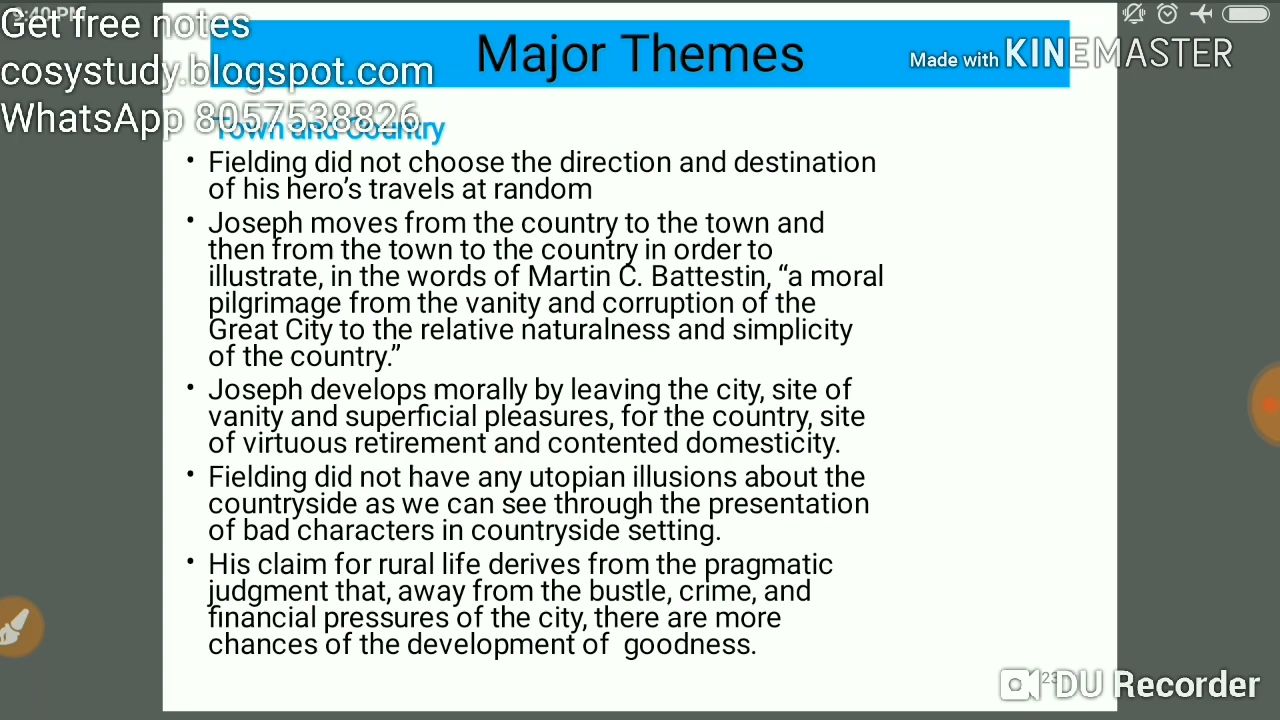 9:40 PM
Get free notes
cosystudy.blogspot.com
WhatsApp 8057538826
Major Themes
Made with KINEMASTER
Town and Country
• Fielding did not choose the direction and destination
of his hero’s travels at random
• Joseph moves from the country to the town and
then from the town to the country in order to
illustrate, in the words of Martin C. Battestin, “a moral
pilgrimage from the vanity and corruption of the
Great City to the relative naturalness and simplicity
of the country.”
• Joseph develops morally by leaving the city, site of
vanity and superficial pleasures, for the country, site
of virtuous retirement and contented domesticity.
• Fielding did not have any utopian illusions about the
countryside as we can see through the presentation
of bad characters in countryside setting.
• His claim for rural life derives from the pragmatic
judgment that, away from the bustle, crime, and
financial pressures of the city, there are more
chances of the development of goodness.
23
DU Recorder